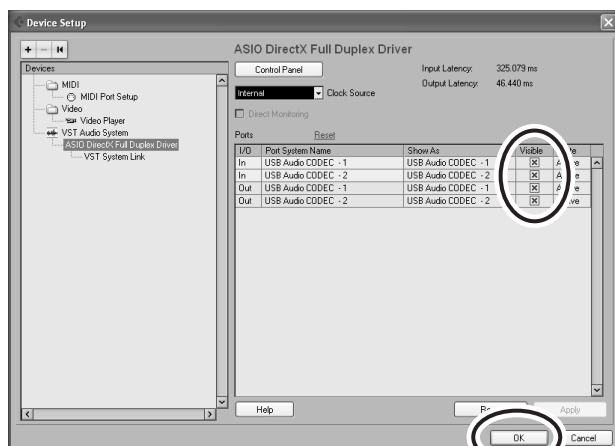 Device Setup
Devices
MIDI
MIDI Port Setup
Video
Video Player
VST Audio System
ASIO DirectX Full Duplex Driver
VST System Link
ASIO DirectX Full Duplex Driver
Control Panel
Input Latency: 325.079 ms
Output Latency: 46.440 ms
Internal Clock Source
Direct Monitoring
Ports Reset
I/O Port System Name Show As Visible
In USB Audio CODEC - 1 USB Audio CODEC - 1
In USB Audio CODEC - 2 USB Audio CODEC - 2
Out USB Audio CODEC - 1 USB Audio CODEC - 1
Out USB Audio CODEC - 2 USB Audio CODEC - 2
Help Apply
OK Cancel